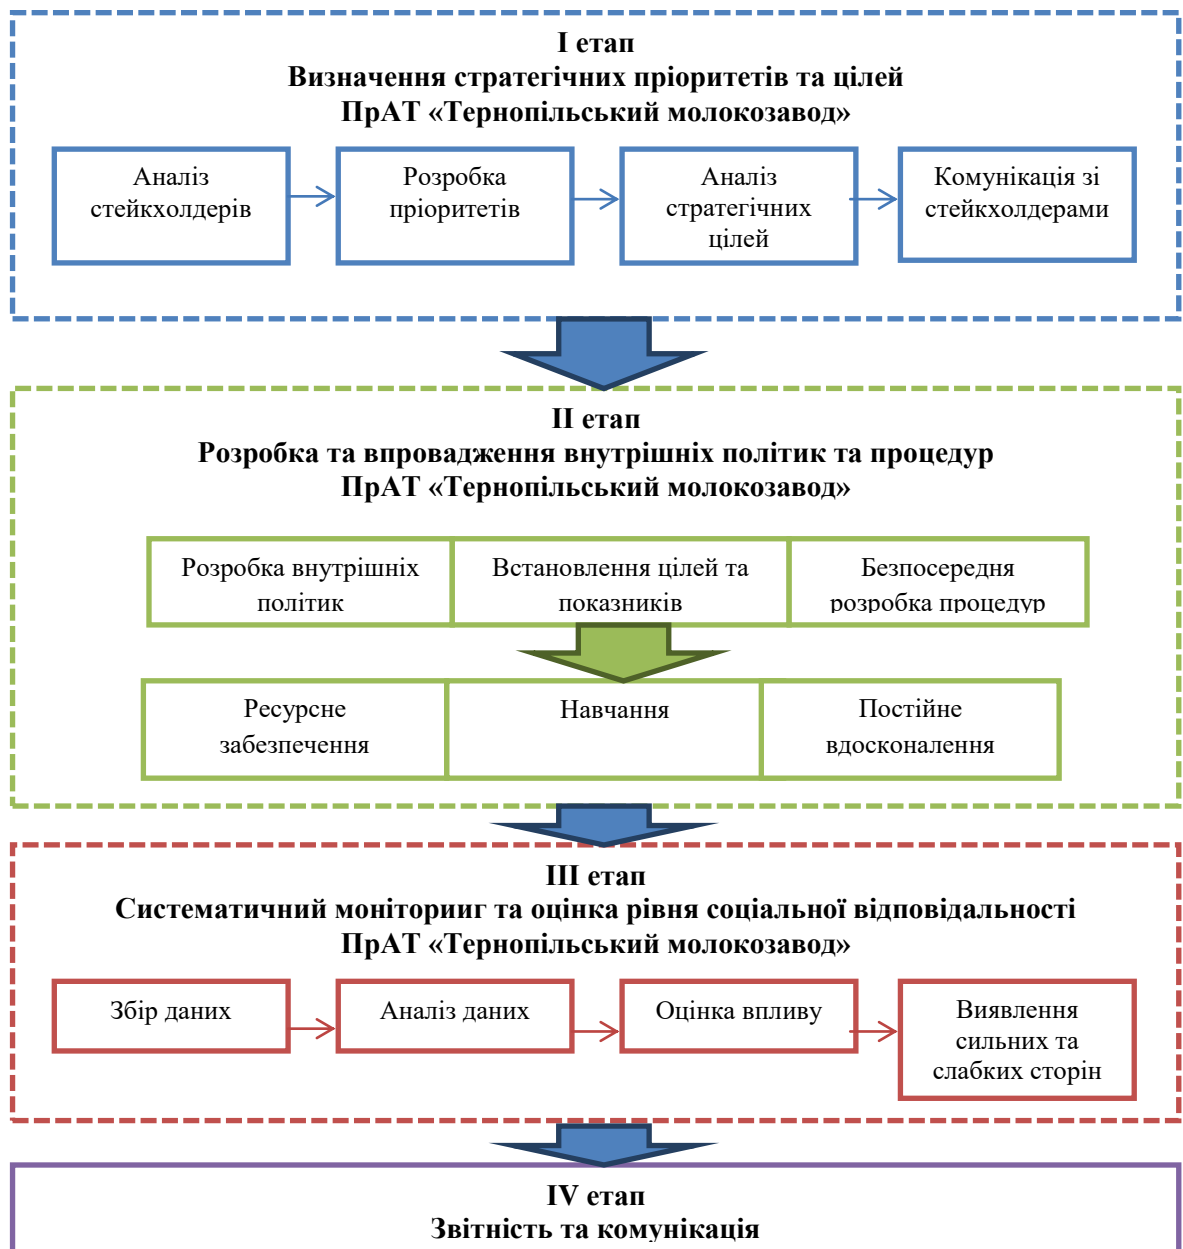 I етап
Визначення стратегічних пріоритетів та цілей
ПрАТ «Тернопільський молокозавод»
Аналіз
стейкхолдерів
Розробка
пріоритетів
Аналіз
стратегічних
цілей
Комунікація зі
стейкхолдерами
II етап
Розробка та впровадження внутрішніх політик та процедур
ПрАТ «Тернопільський молокозавод»
Розробка внутрішніх
політик
Встановлення цілей та
показників
Безпосередня
розробка процедур
Ресурсне
забезпечення
Навчання
Постійне
вдосконалення
III етап
Систематичний моніторииг та оцінка рівня соціальної відповідальності
ПрАТ «Тернопільський молокозавод»
Збір даних
Аналіз даних
Оцінка впливу
Виявлення
сильних та
слабких сторін
IV етап
Звітність та комунікація